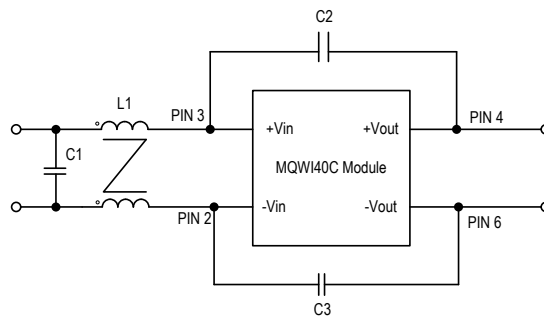 C2
L1
PIN 3
+Vin
+Vout
PIN 4
C1
MQWI40C Module
-Vin
-Vout
PIN 2
PIN 6
C3